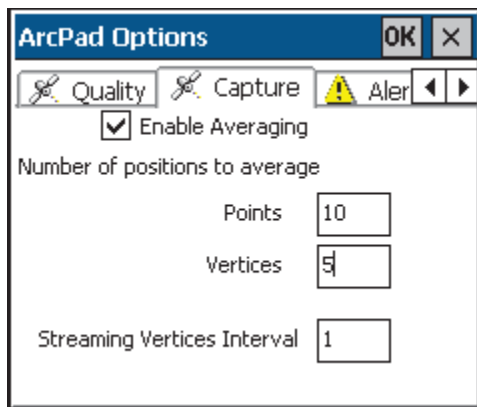 ArcPad Options OK
Quality Capture Aler
Enable Averaging
Number of positions to average
Points 10
Vertices 5
Streaming Vertices Interval 1